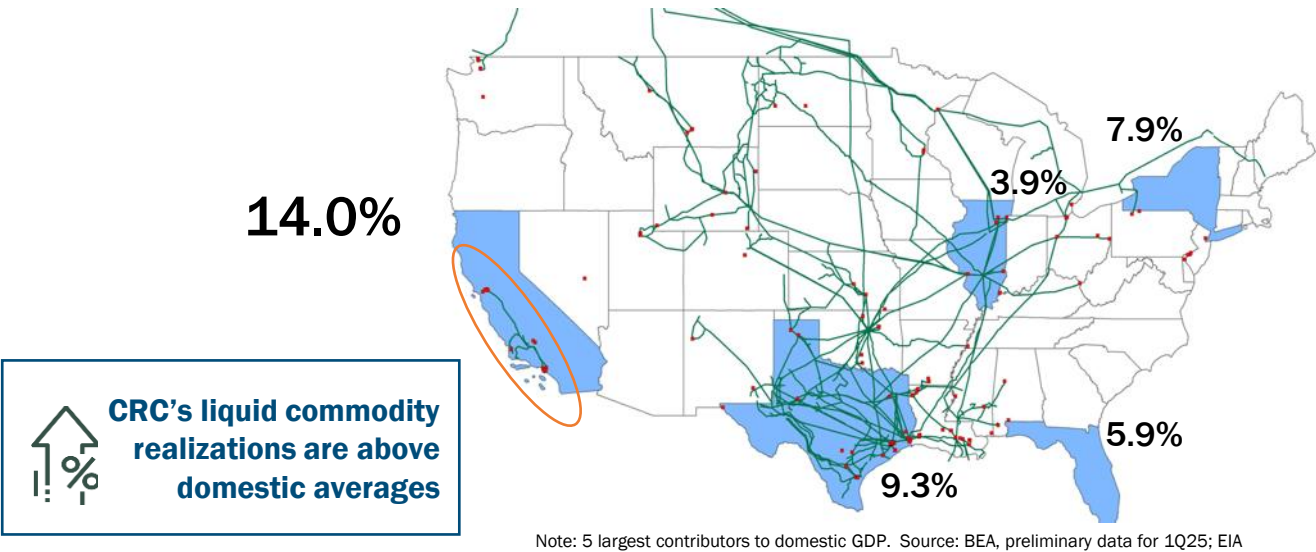 7.9%
3.9%
14.0%
CRC's liquid commodity
realizations are above
domestic averages
%
5.9%
9.3%
Note: 5 largest contributors to domestic GDP. Source: BEA, preliminary data for 1Q25; EIA